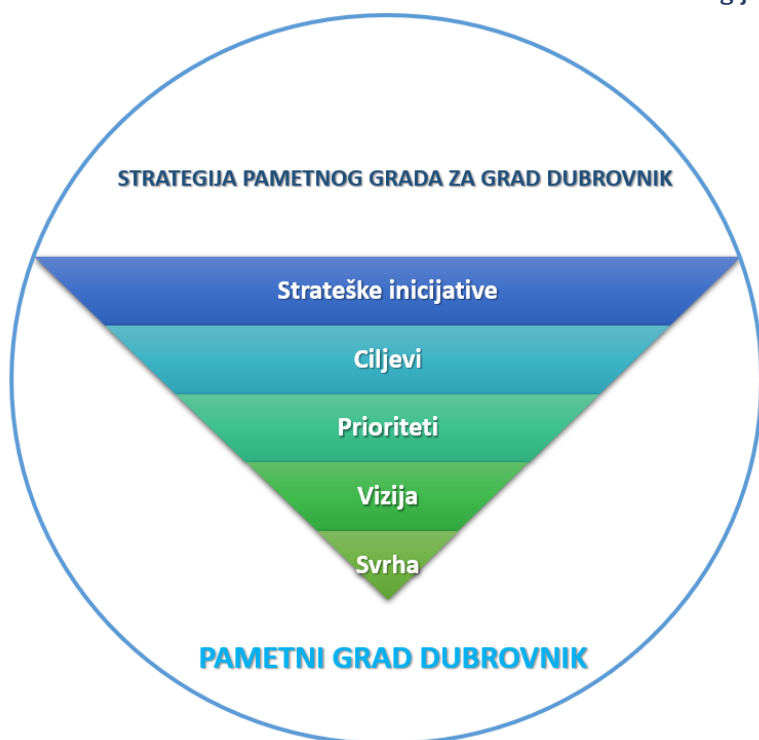 STRATEGIJA PAMETNOG GRADA ZA GRAD DUBROVNIK
Strateške inicijative
Ciljevi
Prioriteti
Vizija
Svrha
PAMETNI GRAD DUBROVNIK